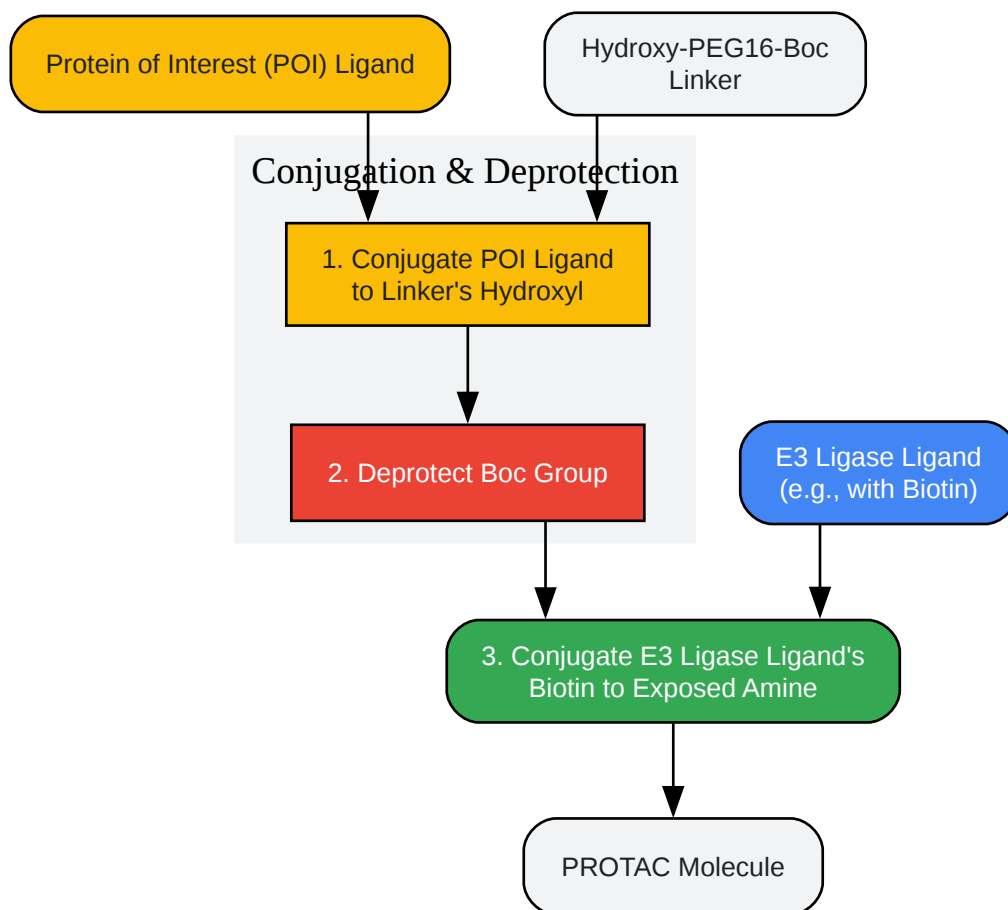 Protein of Interest (POI) Ligand
Hydroxy-PEG16-Boc
Linker
Conjugation & Deprotection
1. Conjugate POI Ligand
to Linker's Hydroxyl
2. Deprotect Boc Group
E3 Ligase Ligand
(e.g., with Biotin)
3. Conjugate E3 Ligase Ligand's
Biotin to Exposed Amine
PROTAC Molecule